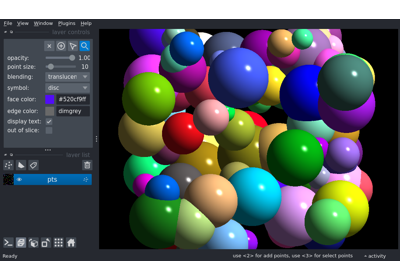 File View Window Plugins Help
layer controls
opacity: 1.00
point size: 10
blending: translucen
symbol: disc
face color: #520cf9ff
edge color: dimgrey
display text:
out of slice:
layer list
pts
Ready use <2> for add points, use <3> for select points activity